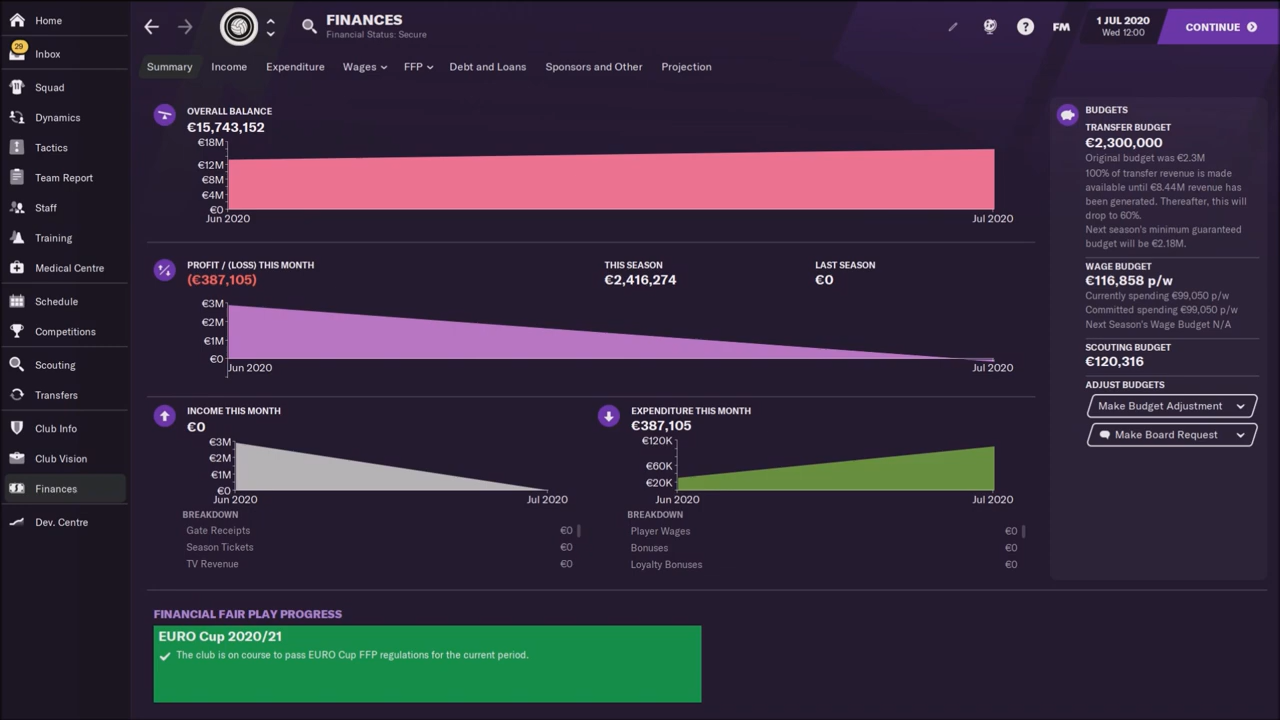 Home
29
Inbox
Squad
Dynamics
Tactics
Team Report
Staff
Training
Medical Centre
Schedule
Competitions
Scouting
Transfers
Club Info
Club Vision
Finances
Dev. Centre
FINANCES
Financial Status: Secure
?
FM
1 JUL 2020
Wed 12:00
CONTINUE
Summary
Income
Expenditure
Wages
FFP
Debt and Loans
Sponsors and Other
Projection
OVERALL BALANCE
€15,743,152
€18M
€12M
€8M
€4M
€0
Jun 2020
Jul 2020
PROFIT / (LOSS) THIS MONTH
(€387,105)
THIS SEASON
€2,416,274
LAST SEASON
€0
€3M
€2M
€1M
€0
Jun 2020
Jul 2020
INCOME THIS MONTH
€0
€3M
€2M
€1M
€0
Jun 2020
Jul 2020
BREAKDOWN
Gate Receipts €0
Season Tickets €0
TV Revenue €0
EXPENDITURE THIS MONTH
€387,105
€120K
€60K
€20K
Jun 2020
Jul 2020
BREAKDOWN
Player Wages €0
Bonuses €0
Loyalty Bonuses €0
FINANCIAL FAIR PLAY PROGRESS
EURO Cup 2020/21
The club is on course to pass EURO Cup FFP regulations for the current period.
BUDGETS
TRANSFER BUDGET
€2,300,000
Original budget was €2.3M
100% of transfer revenue is made
available until €8.44M revenue has
been generated. Thereafter, this will
drop to 60%.
Next season's minimum guaranteed
budget will be €2.18M.
WAGE BUDGET
€116,858 p/w
Currently spending €99,050 p/w
Committed spending €99,050 p/w
Next Season's Wage Budget N/A
SCOUTING BUDGET
€120,316
ADJUST BUDGETS
Make Budget Adjustment
Make Board Request